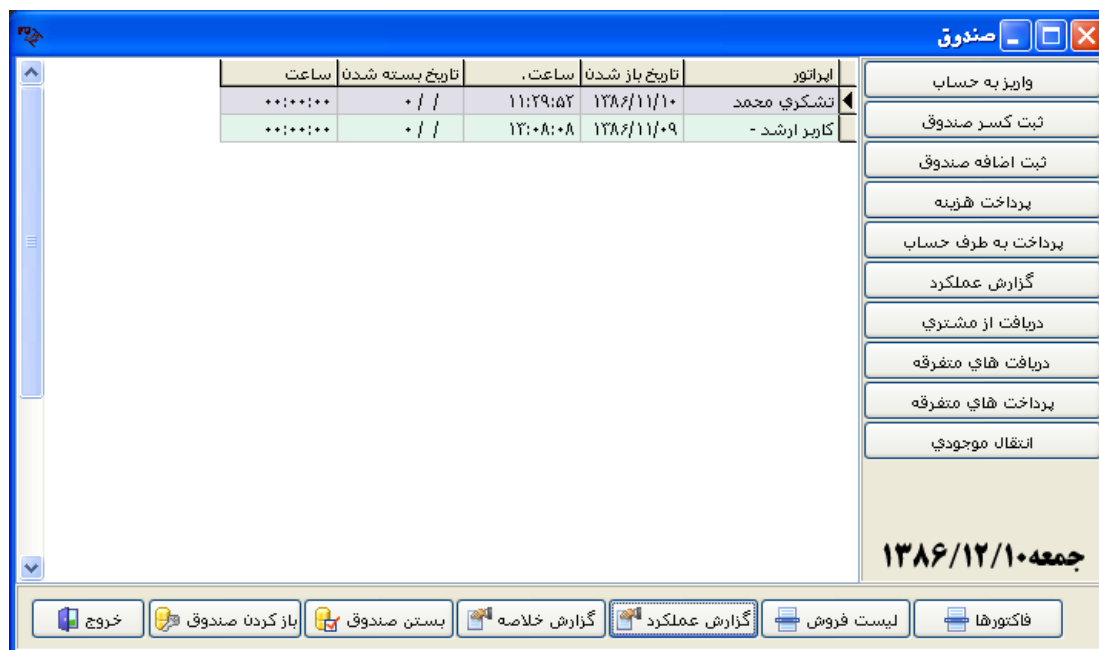 صندوق
اپراتور تاریخ باز شدن ساعت. تاریخ بسته شدن ساعت
تشکري محمد ۱۳۸۶/۱۱/۱۰ ۱۱:۲۹:۵۲ ۰ / / ۰۰:۰۰:۰۰
کاربر ارشد - ۱۳۸۶/۱۱/۰۹ ۱۳:۰۸:۰۸ ۰ / / ۰۰:۰۰:۰۰
واریز به حساب
ثبت کسر صندوق
ثبت اضافه صندوق
پرداخت هزینه
پرداخت به طرف حساب
گزارش عملکرد
دریافت از مشتري
دریافت هاي متفرقه
پرداخت هاي متفرقه
انتقال موجودي
جمعه ۱۳۸۶/۱۲/۱۰
فاکتورها لیست فروش گزارش عملکرد گزارش خلاصه بستن صندوق باز کردن صندوق خروج